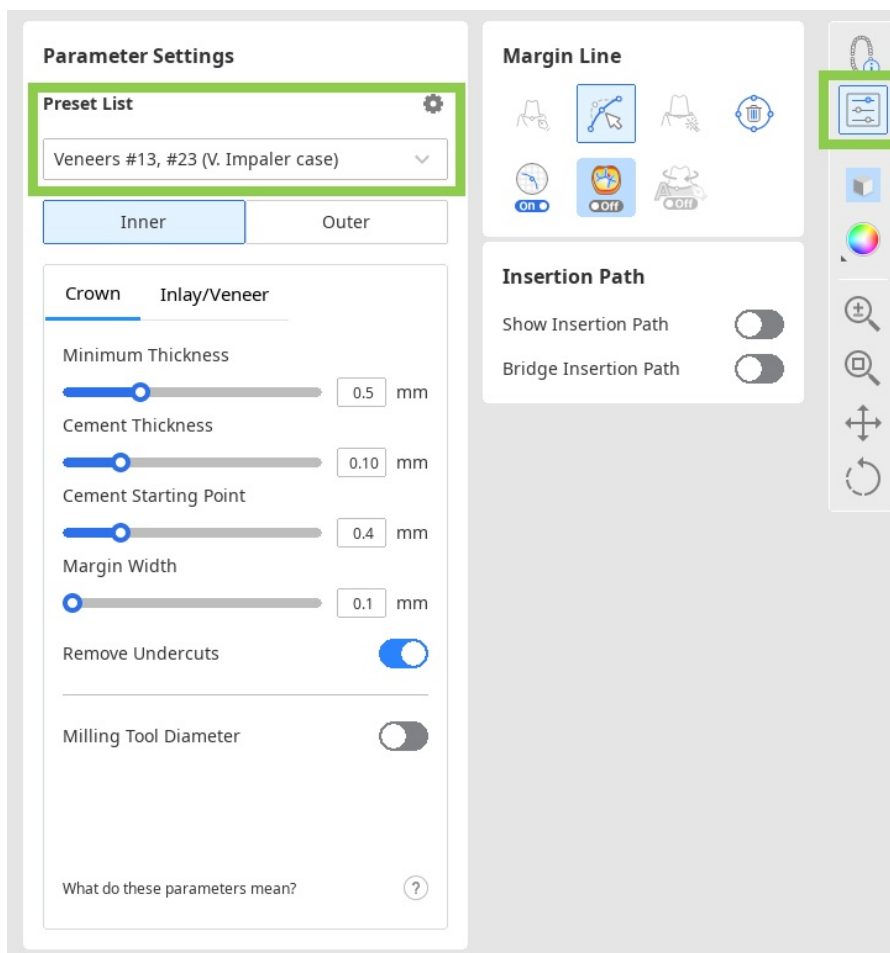 Parameter Settings
Preset List
Veneers #13, #23 (V. Impaler case)
Inner Outer
Crown Inlay/Veneer
Minimum Thickness
0.5 mm
Cement Thickness
0.10 mm
Cement Starting Point
0.4 mm
Margin Width
0.1 mm
Remove Undercuts
Milling Tool Diameter
What do these parameters mean? ?
Margin Line
On Off Off
Insertion Path
Show Insertion Path
Bridge Insertion Path